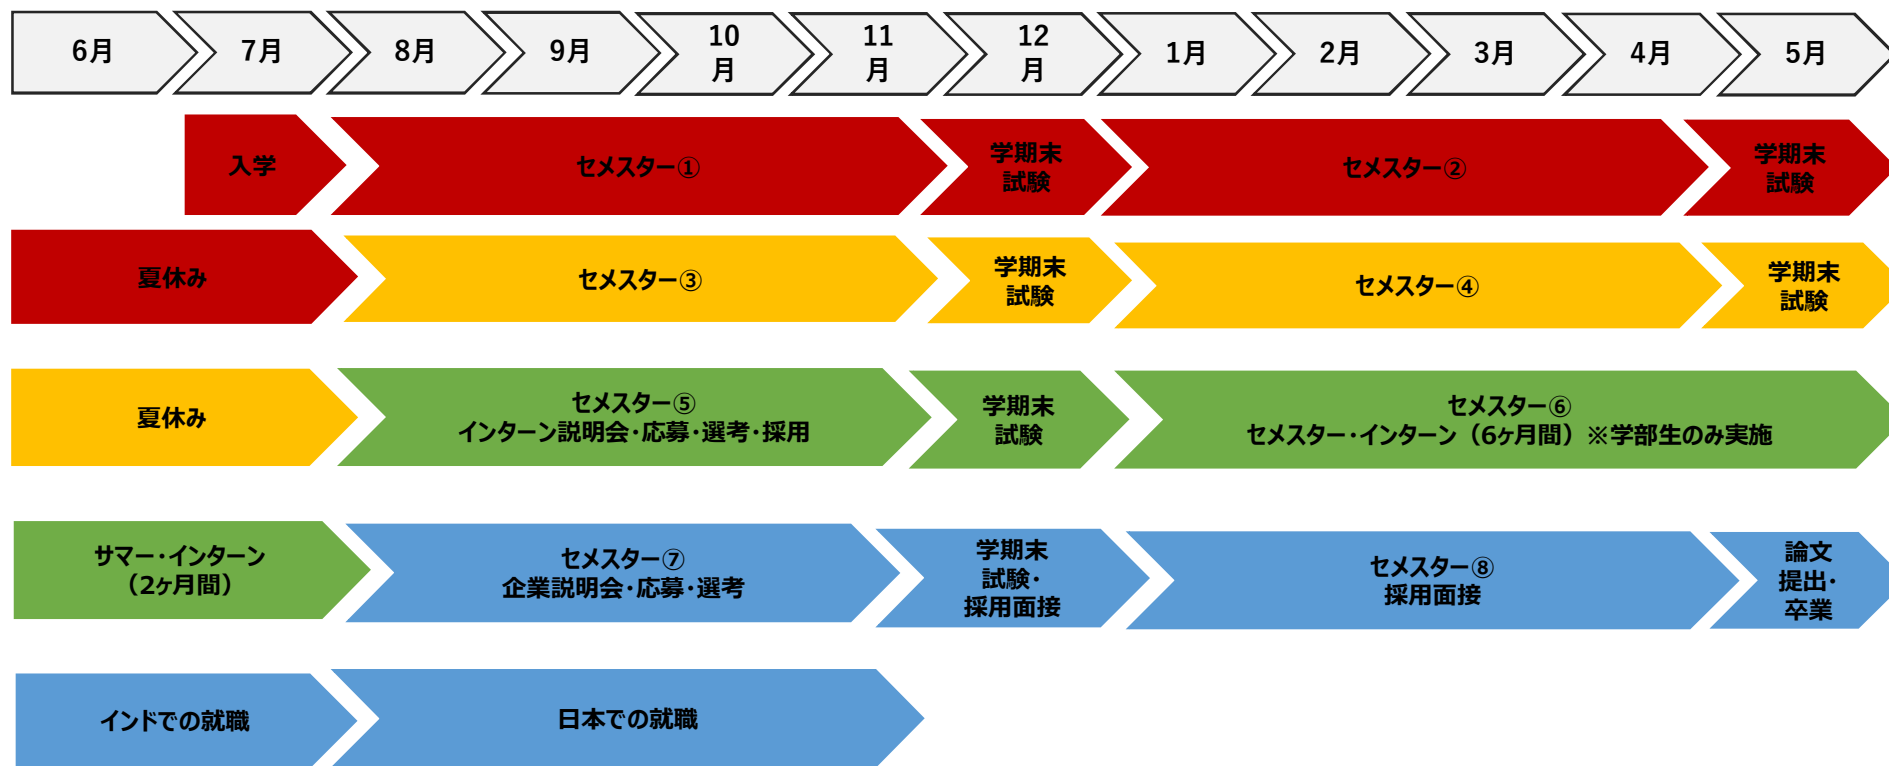 6月
7月
8月
9月
10
月
11
月
12
月
1月
2月
3月
4月
5月
入学
セメスター①
学期末
試験
セメスター②
学期末
試験
夏休み
セメスター③
学期末
試験
セメスター④
学期末
試験
夏休み
セメスター⑤
インターン説明会・応募・選考・採用
学期末
試験
セメスター⑥
セメスター・インターン（6ヶ月間）※学部生のみ実施
サマー・インターン
（2ヶ月間）
セメスター⑦
企業説明会・応募・選考
学期末
試験・
採用面接
セメスター⑧
採用面接
論文
提出・
卒業
インドでの就職
日本での就職